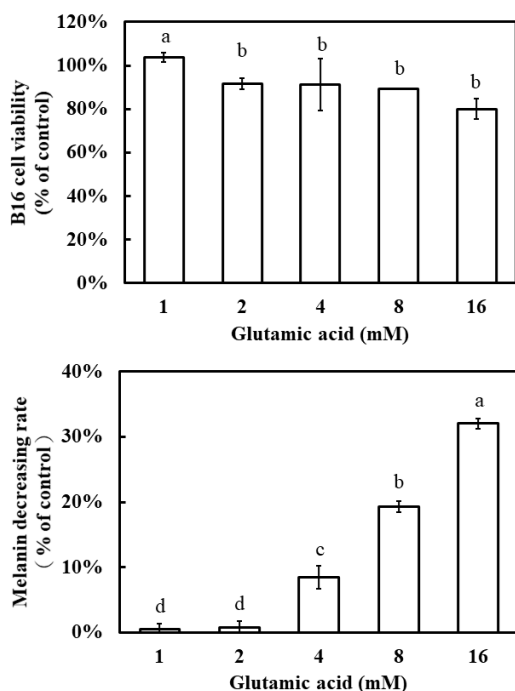 120%
100%
80%
60%
40%
20%
0%
B16 cell viability
(% of control)
a
b
b
b
b
1 2 4 8 16
Glutamic acid (mM)
40%
30%
20%
10%
0%
Melanin decreasing rate
(% of control)
d
d
c
b
a
1 2 4 8 16
Glutamic acid (mM)